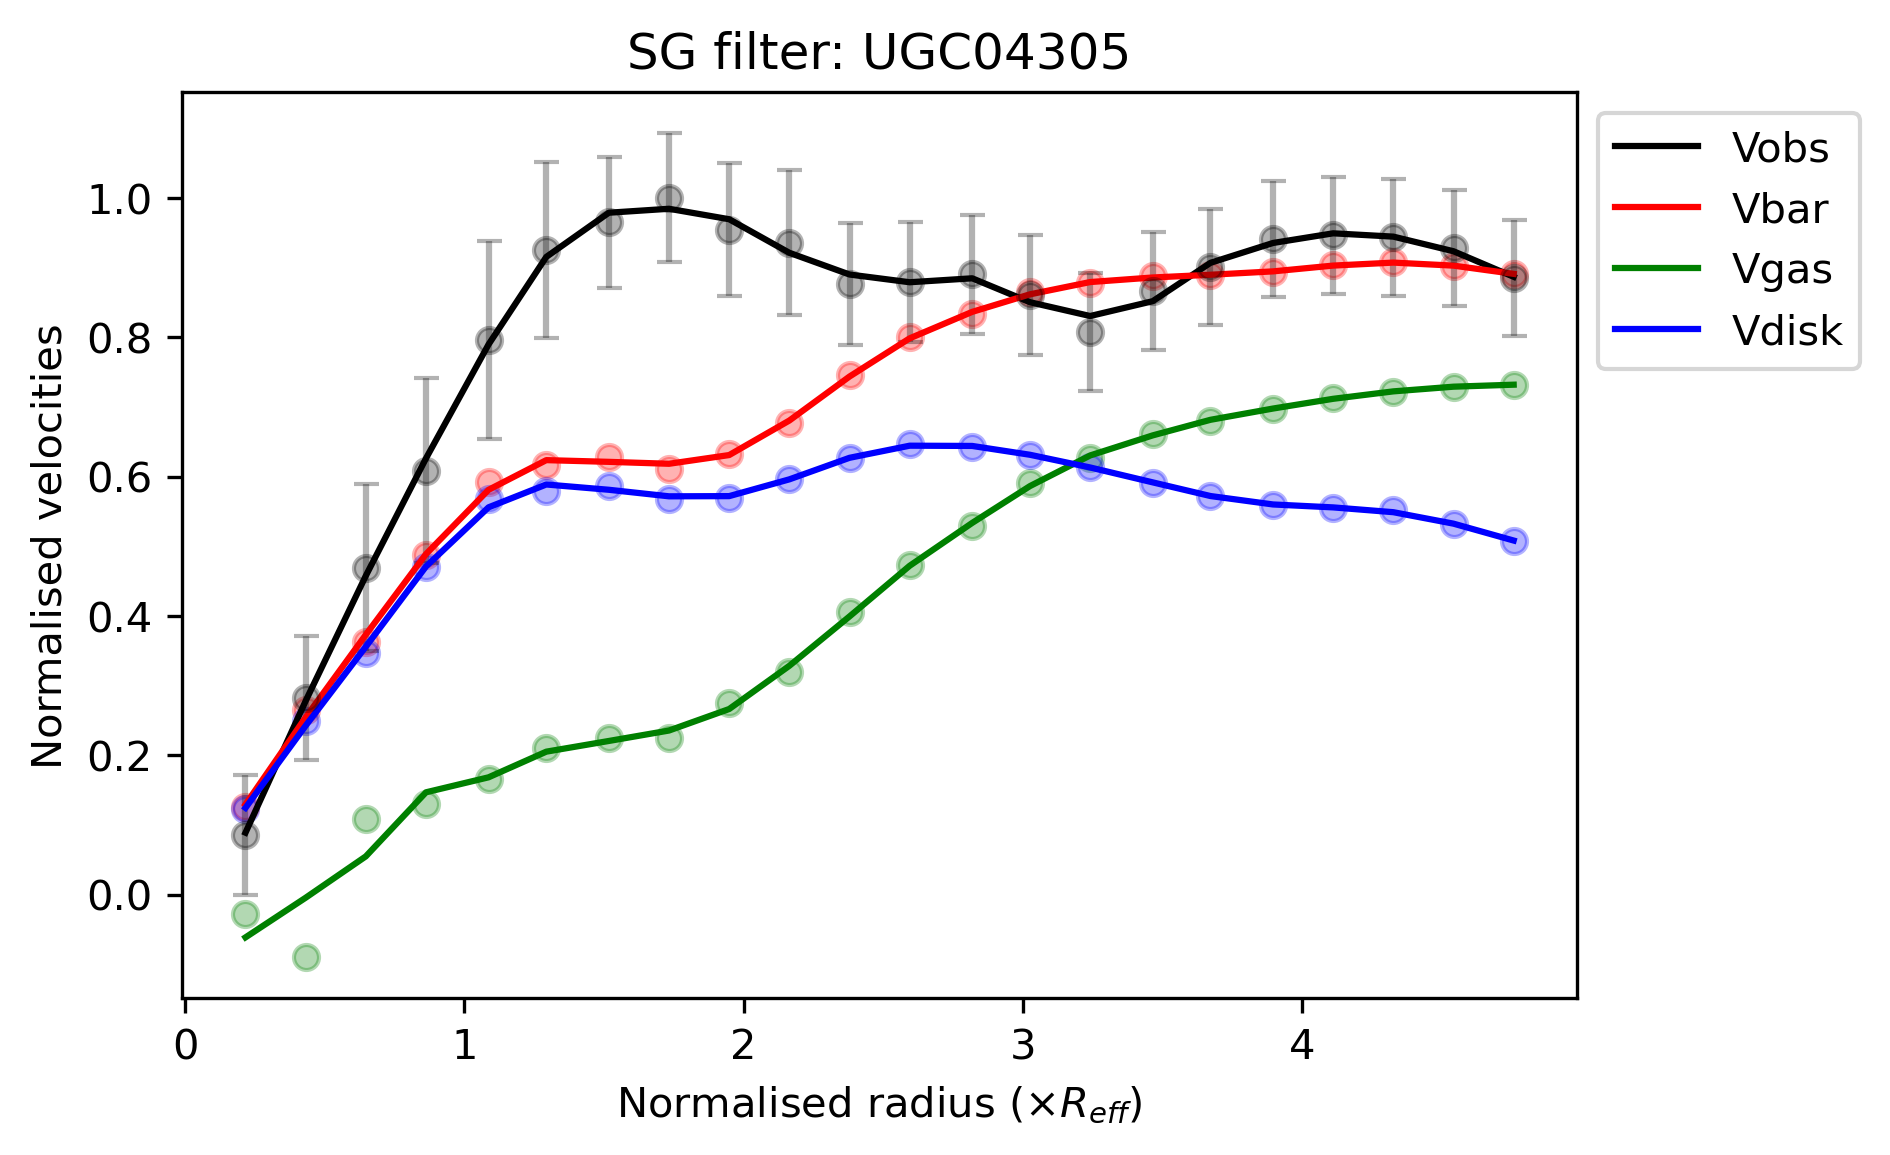 SG filter: UGC04305
Vobs
Vbar
Vgas
Vdisk
Normalised velocities
1.0
0.8
0.6
0.4
0.2
0.0
0 1 2 3 4
Normalised radius (×R_eff)